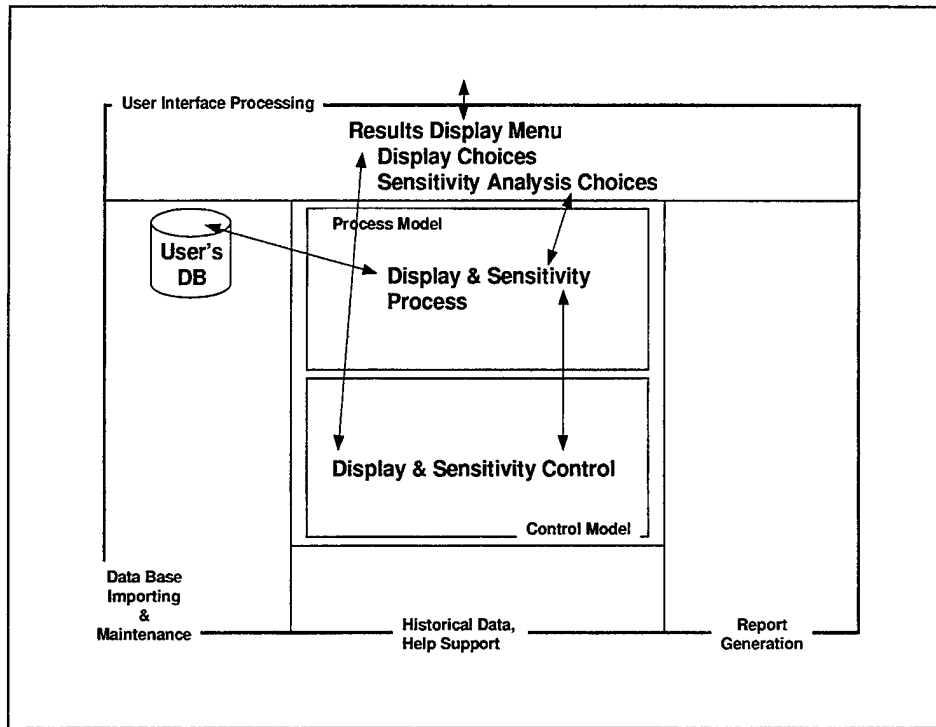 User Interface Processing
Results Display Menu
Display Choices
Sensitivity Analysis Choices
User's
DB
Process Model
Display & Sensitivity
Process
Display & Sensitivity Control
Control Model
Data Base
Importing
&
Maintenance
Historical Data,
Help Support
Report
Generation